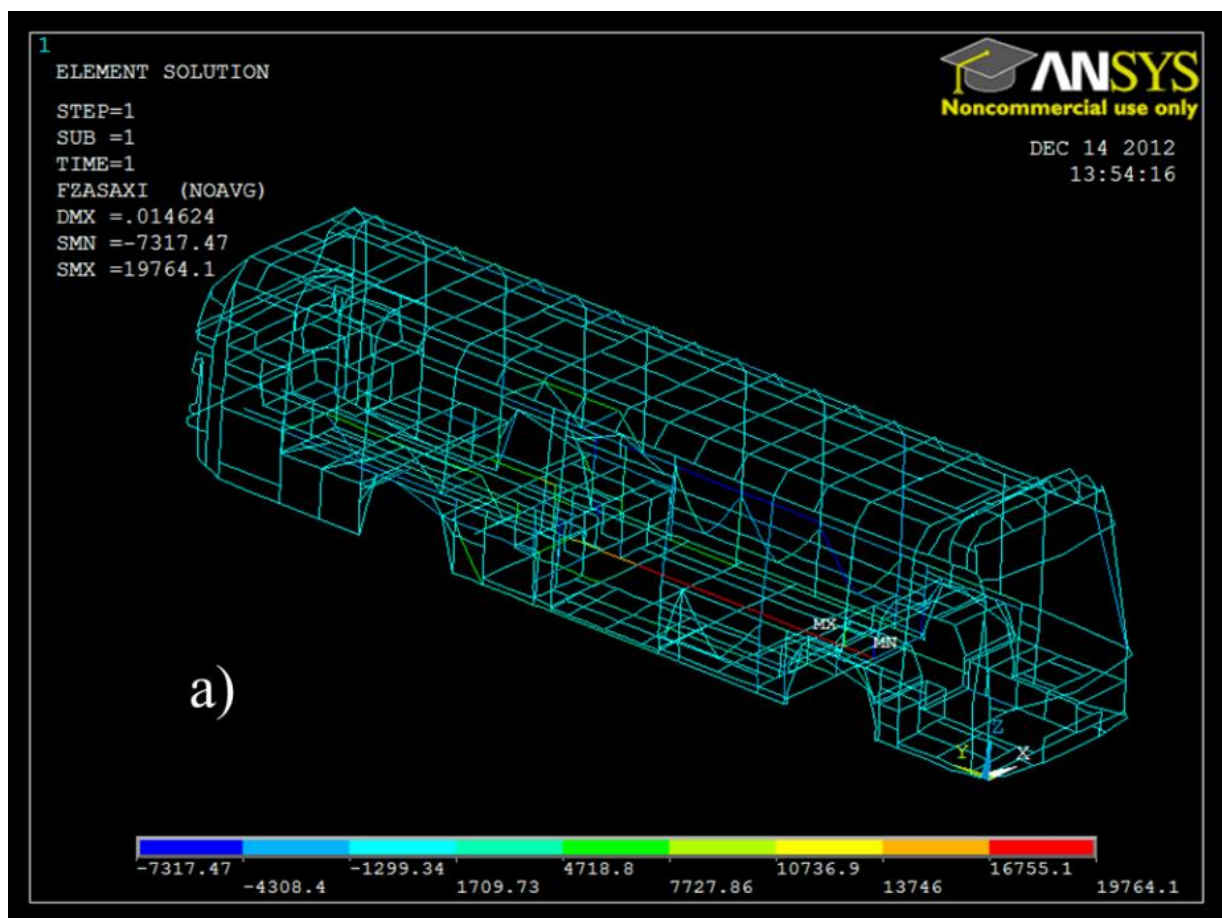 1
ELEMENT SOLUTION
STEP=1
SUB =1
TIME=1
FZASAXI (NOAVG)
DMX =.014624
SMN =-7317.47
SMX =19764.1
ANSYS
Noncommercial use only
DEC 14 2012
13:54:16
MX
MN
a)
Z
Y
X
-7317.47 -1299.34 4718.8 10736.9 16755.1
-4308.4 1709.73 7727.86 13746 19764.1